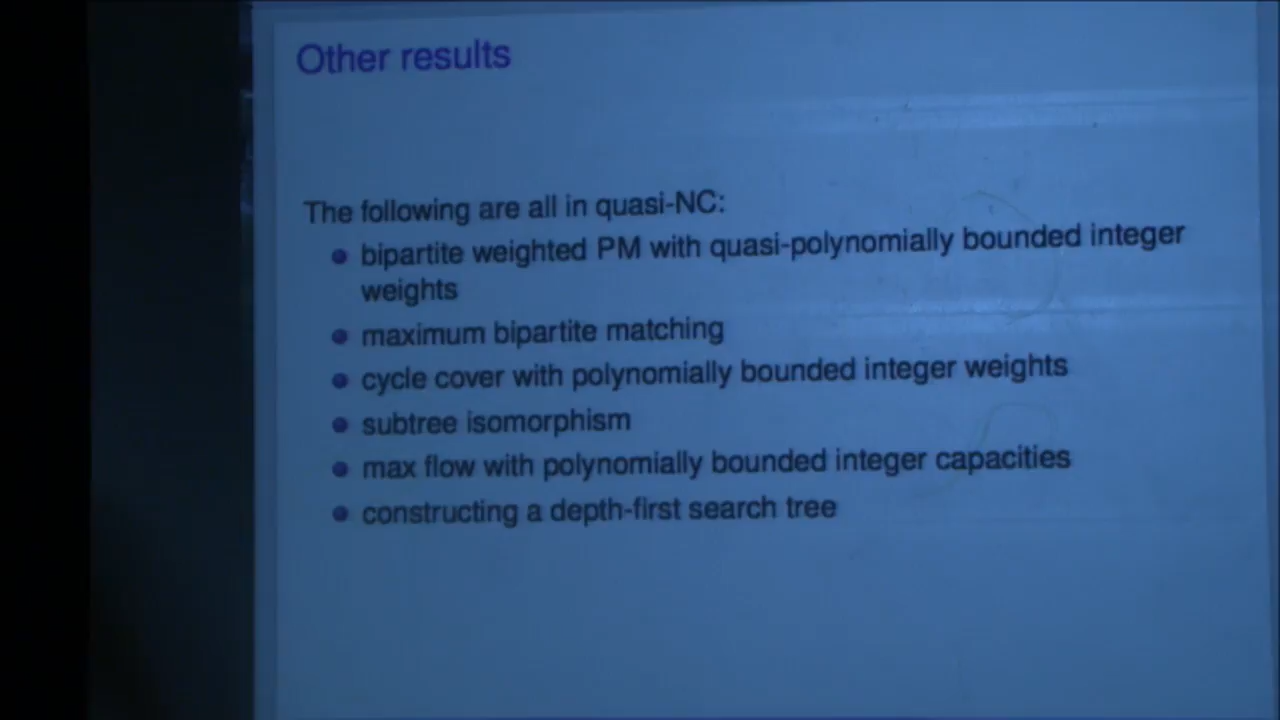 Other results
The following are all in quasi-NC:
bipartite weighted PM with quasi-polynomially bounded integer
weights
maximum bipartite matching
cycle cover with polynomially bounded integer weights
subtree isomorphism
max flow with polynomially bounded integer capacities
constructing a depth-first search tree